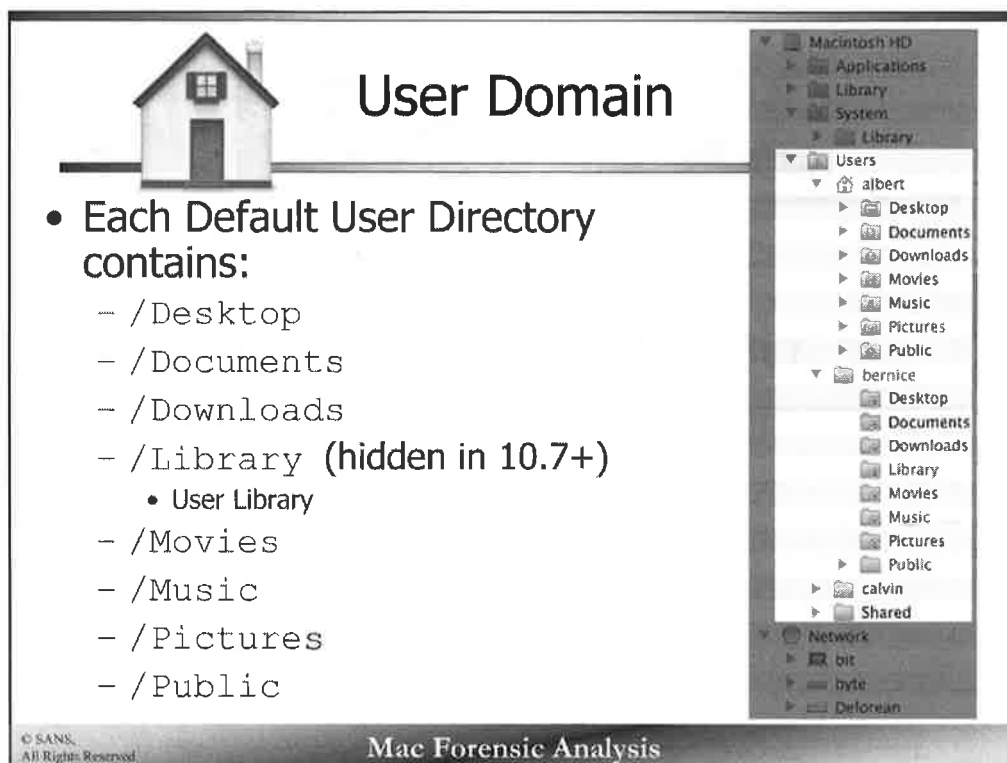 User Domain
• Each Default User Directory
contains:
– /Desktop
– /Documents
– /Downloads
– /Library (hidden in 10.7+)
• User Library
– /Movies
– /Music
– /Pictures
– /Public
Macintosh HD
Applications
Library
System
Library
Users
albert
Desktop
Documents
Downloads
Movies
Music
Pictures
Public
bernice
Desktop
Documents
Downloads
Library
Movies
Music
Pictures
Public
calvin
Shared
Network
bit
byte
Delorean
© SANS,
All Rights Reserved
Mac Forensic Analysis